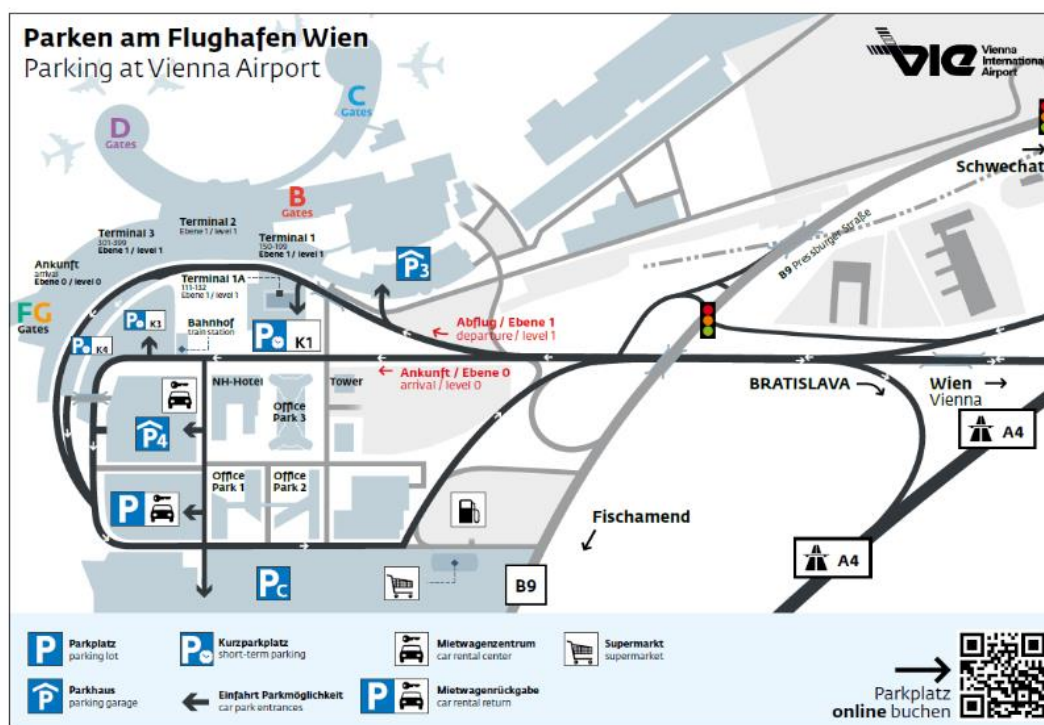 Parken am Flughafen Wien
Parking at Vienna Airport
VIE
Vienna
International
Airport
C
Gates
D
Gates
B
Gates
Schwechat
B9 Pressburger Straße
Terminal 2
Ebene 1 / level 1
Terminal 3
301-399
Ebene 1 / level 1
Terminal 1
150-199
Ebene 1 / level 1
Ankunft
arrival
Ebene 0 / level 0
Terminal 1A
111-132
Ebene 1 / level 1
P3
FG
Gates
P K3
P K4
Bahnhof
train station
P K1
Abflug / Ebene 1
departure / level 1
Ankunft / Ebene 0
arrival / level 0
NH-Hotel
Tower
Office
Park 3
BRATISLAVA
Wien
Vienna
A4
P4
Office
Park 1
Office
Park 2
P
Fischamend
A4
PC
B9
P
Parkplatz
parking lot
P
Kurzparkplatz
short-term parking
Mietwagenzentrum
car rental center
Supermarkt
supermarket
P
Parkhaus
parking garage
Einfahrt Parkmöglichkeit
car park entrances
P
Mietwagenrückgabe
car rental return
Parkplatz
online buchen